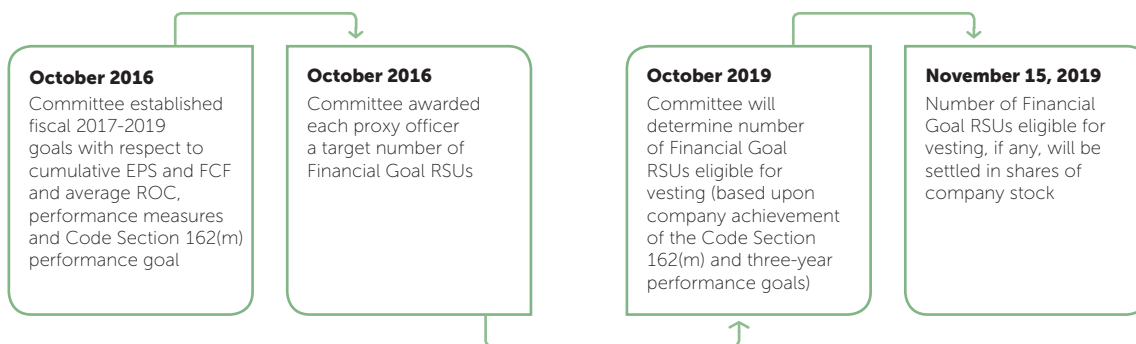 October 2016
Committee established
fiscal 2017-2019
goals with respect to
cumulative EPS and FCF
and average ROC,
performance measures
and Code Section 162(m)
performance goal
October 2016
Committee awarded
each proxy officer
a target number of
Financial Goal RSUs
October 2019
Committee will
determine number
of Financial Goal
RSUs eligible for
vesting (based upon
company achievement
of the Code Section
162(m) and three-year
performance goals)
November 15, 2019
Number of Financial
Goal RSUs eligible for
vesting, if any, will be
settled in shares of
company stock